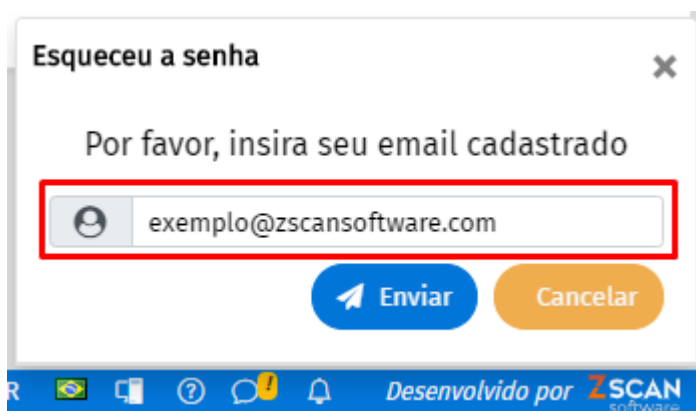 Esqueceu a senha
×
Por favor, insira seu email cadastrado
exemplo@zscansoftware.com
Enviar Cancelar
R ? ! Desenvolvido por ZSCAN
software